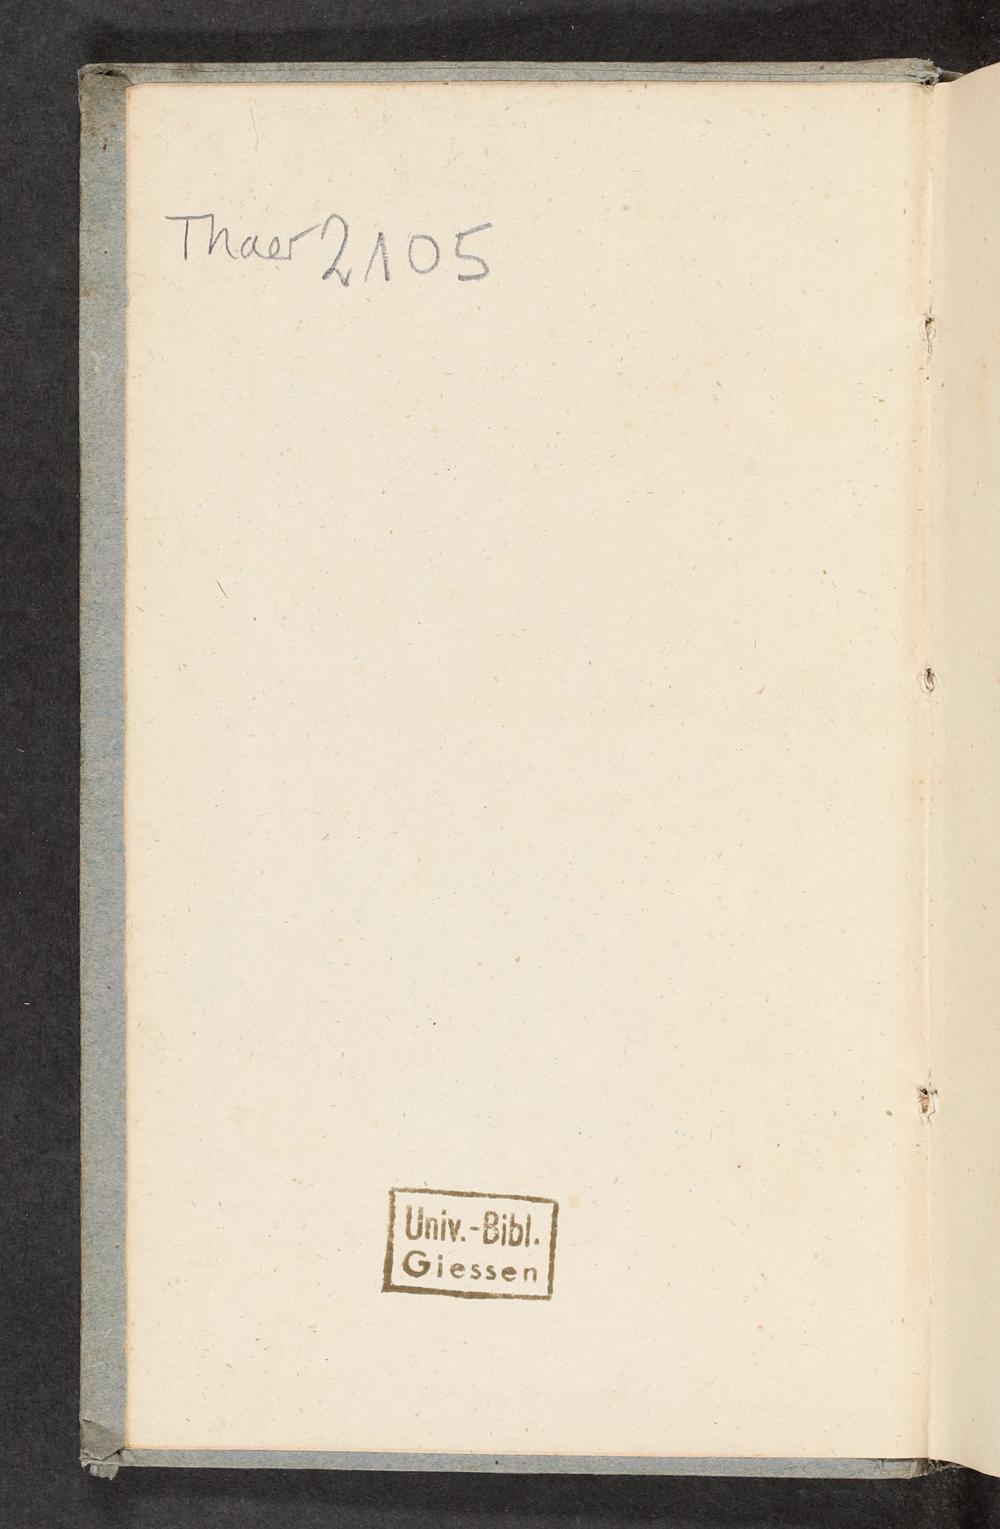 Thaer 2105
Univ.-Bibl.
Giessen